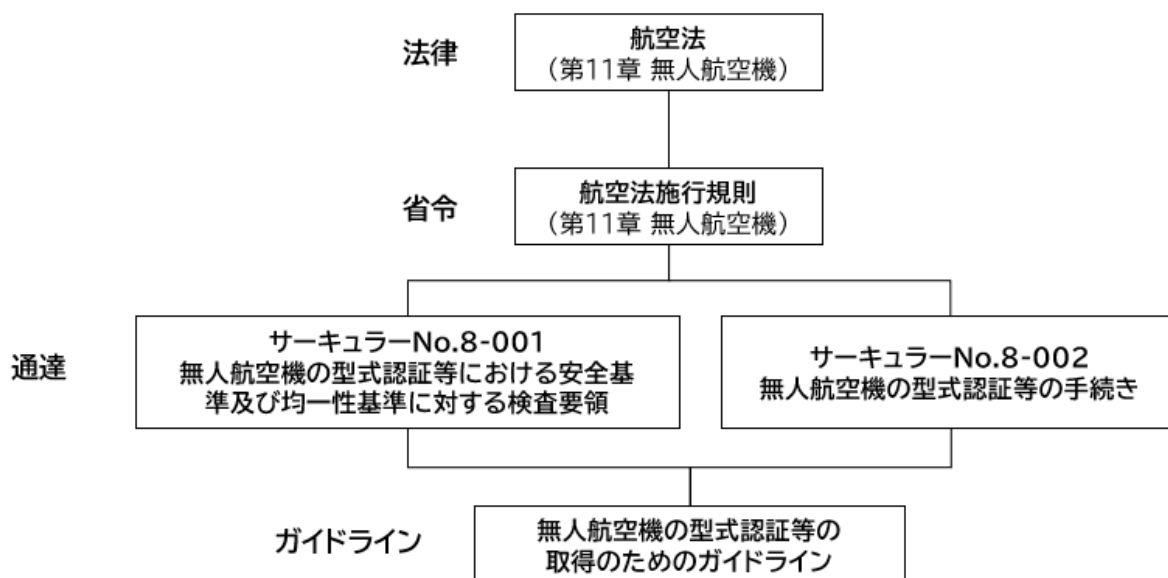 法律
航空法
（第11章 無人航空機）
省令
航空法施行規則
（第11章 無人航空機）
通達
サーキュラーNo.8-001
無人航空機の型式認証等における安全基
準及び均一性基準に対する検査要領
サーキュラーNo.8-002
無人航空機の型式認証等の手続き
ガイドライン
無人航空機の型式認証等の
取得のためのガイドライン